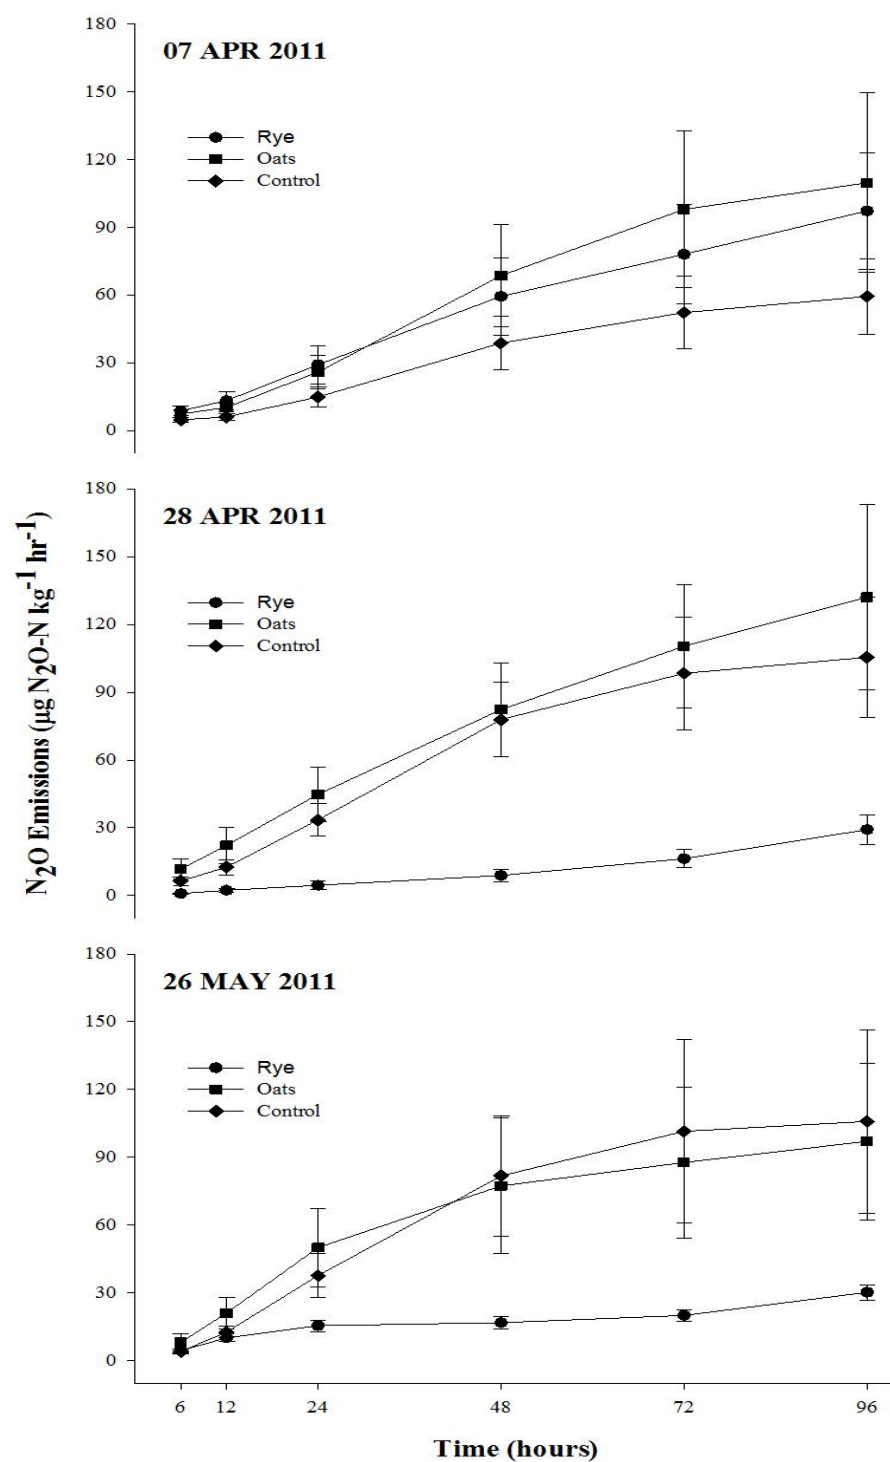 180
07 APR 2011
150
Rye
120
Oats
Control
90
60
30
0
180
28 APR 2011
150
Rye
120
Oats
Control
90
60
30
0
N2O Emissions (µg N2O-N kg-1 hr-1)
180
26 MAY 2011
150
Rye
120
Oats
Control
90
60
30
0
6 12 24 48 72 96
Time (hours)